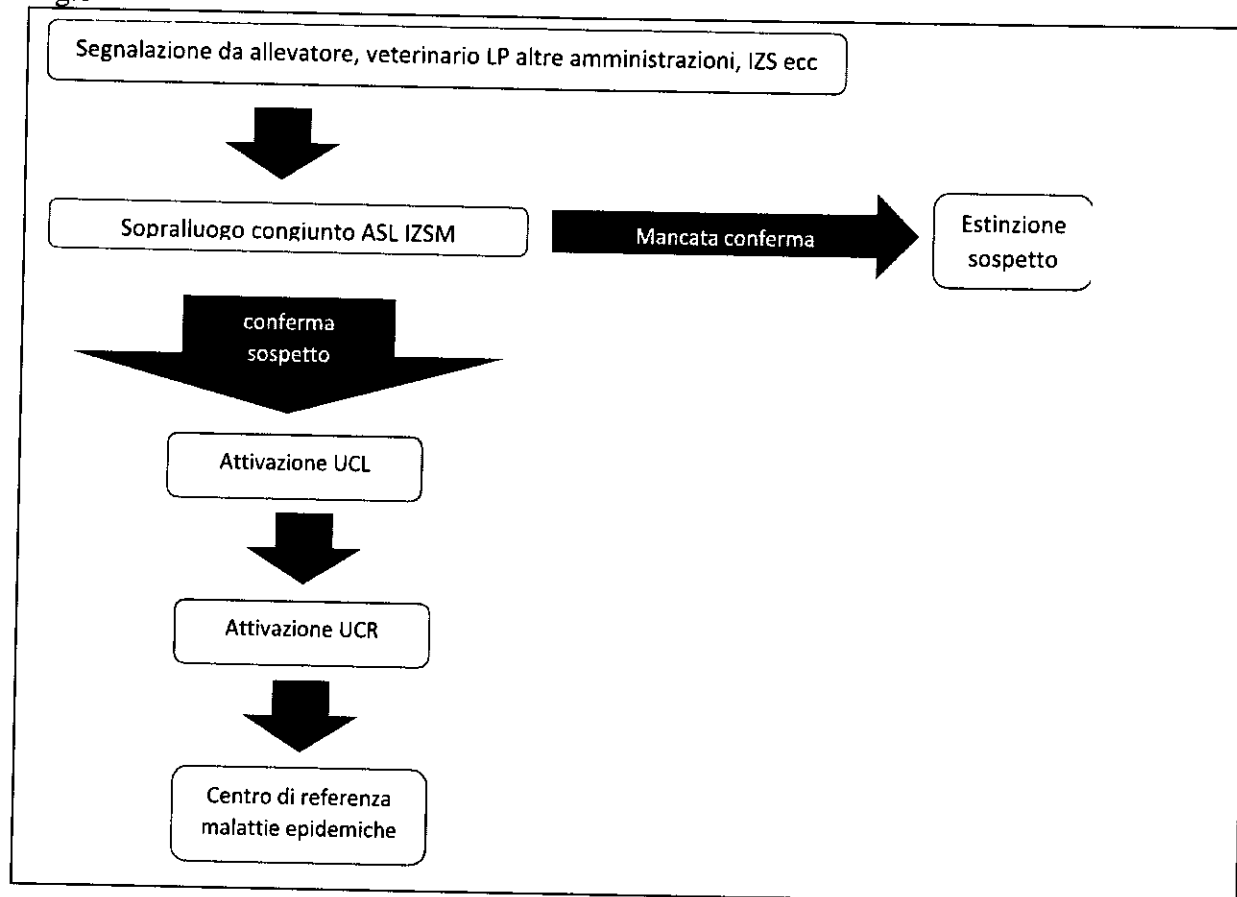 Segnalazione da allevatore, veterinario LP altre amministrazioni, IZS ecc
Sopralluogo congiunto ASL IZSM
Mancata conferma
Estinzione
sospetto
conferma
sospetto
Attivazione UCL
Attivazione UCR
Centro di referenza
malattie epidemiche